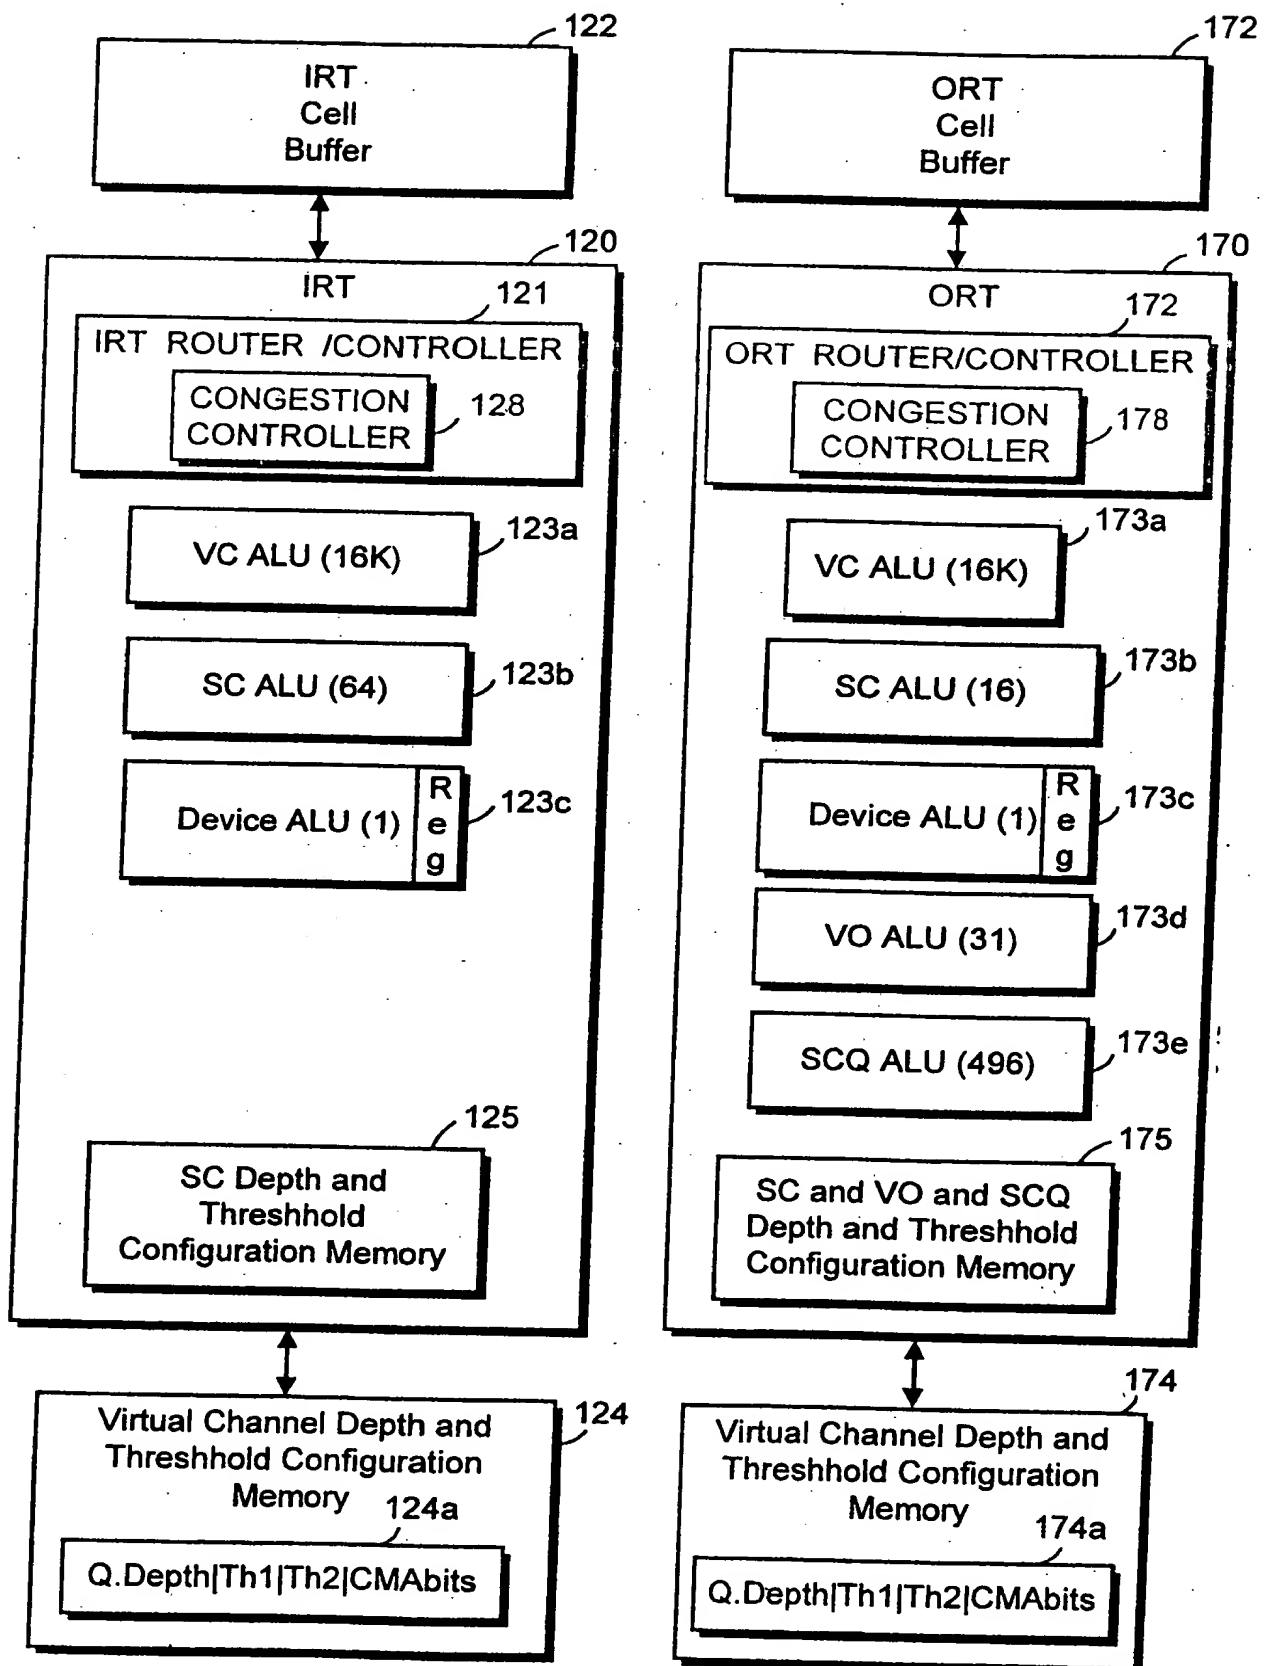 122
IRT
Cell
Buffer
120
IRT
121
IRT ROUTER /CONTROLLER
CONGESTION
CONTROLLER
128
VC ALU (16K)
123a
SC ALU (64)
123b
Device ALU (1)
Reg
123c
125
SC Depth and
Threshhold
Configuration Memory
124
Virtual Channel Depth and
Threshhold Configuration
Memory
124a
Q.Depth|Th1|Th2|CMAbits
172
ORT
Cell
Buffer
170
ORT
172
ORT ROUTER/CONTROLLER
CONGESTION
CONTROLLER
178
173a
VC ALU (16K)
173b
SC ALU (16)
Device ALU (1)
Reg
173c
VO ALU (31)
173d
SCQ ALU (496)
173e
175
SC and VO and SCQ
Depth and Threshhold
Configuration Memory
174
Virtual Channel Depth and
Threshhold Configuration
Memory
174a
Q.Depth|Th1|Th2|CMAbits